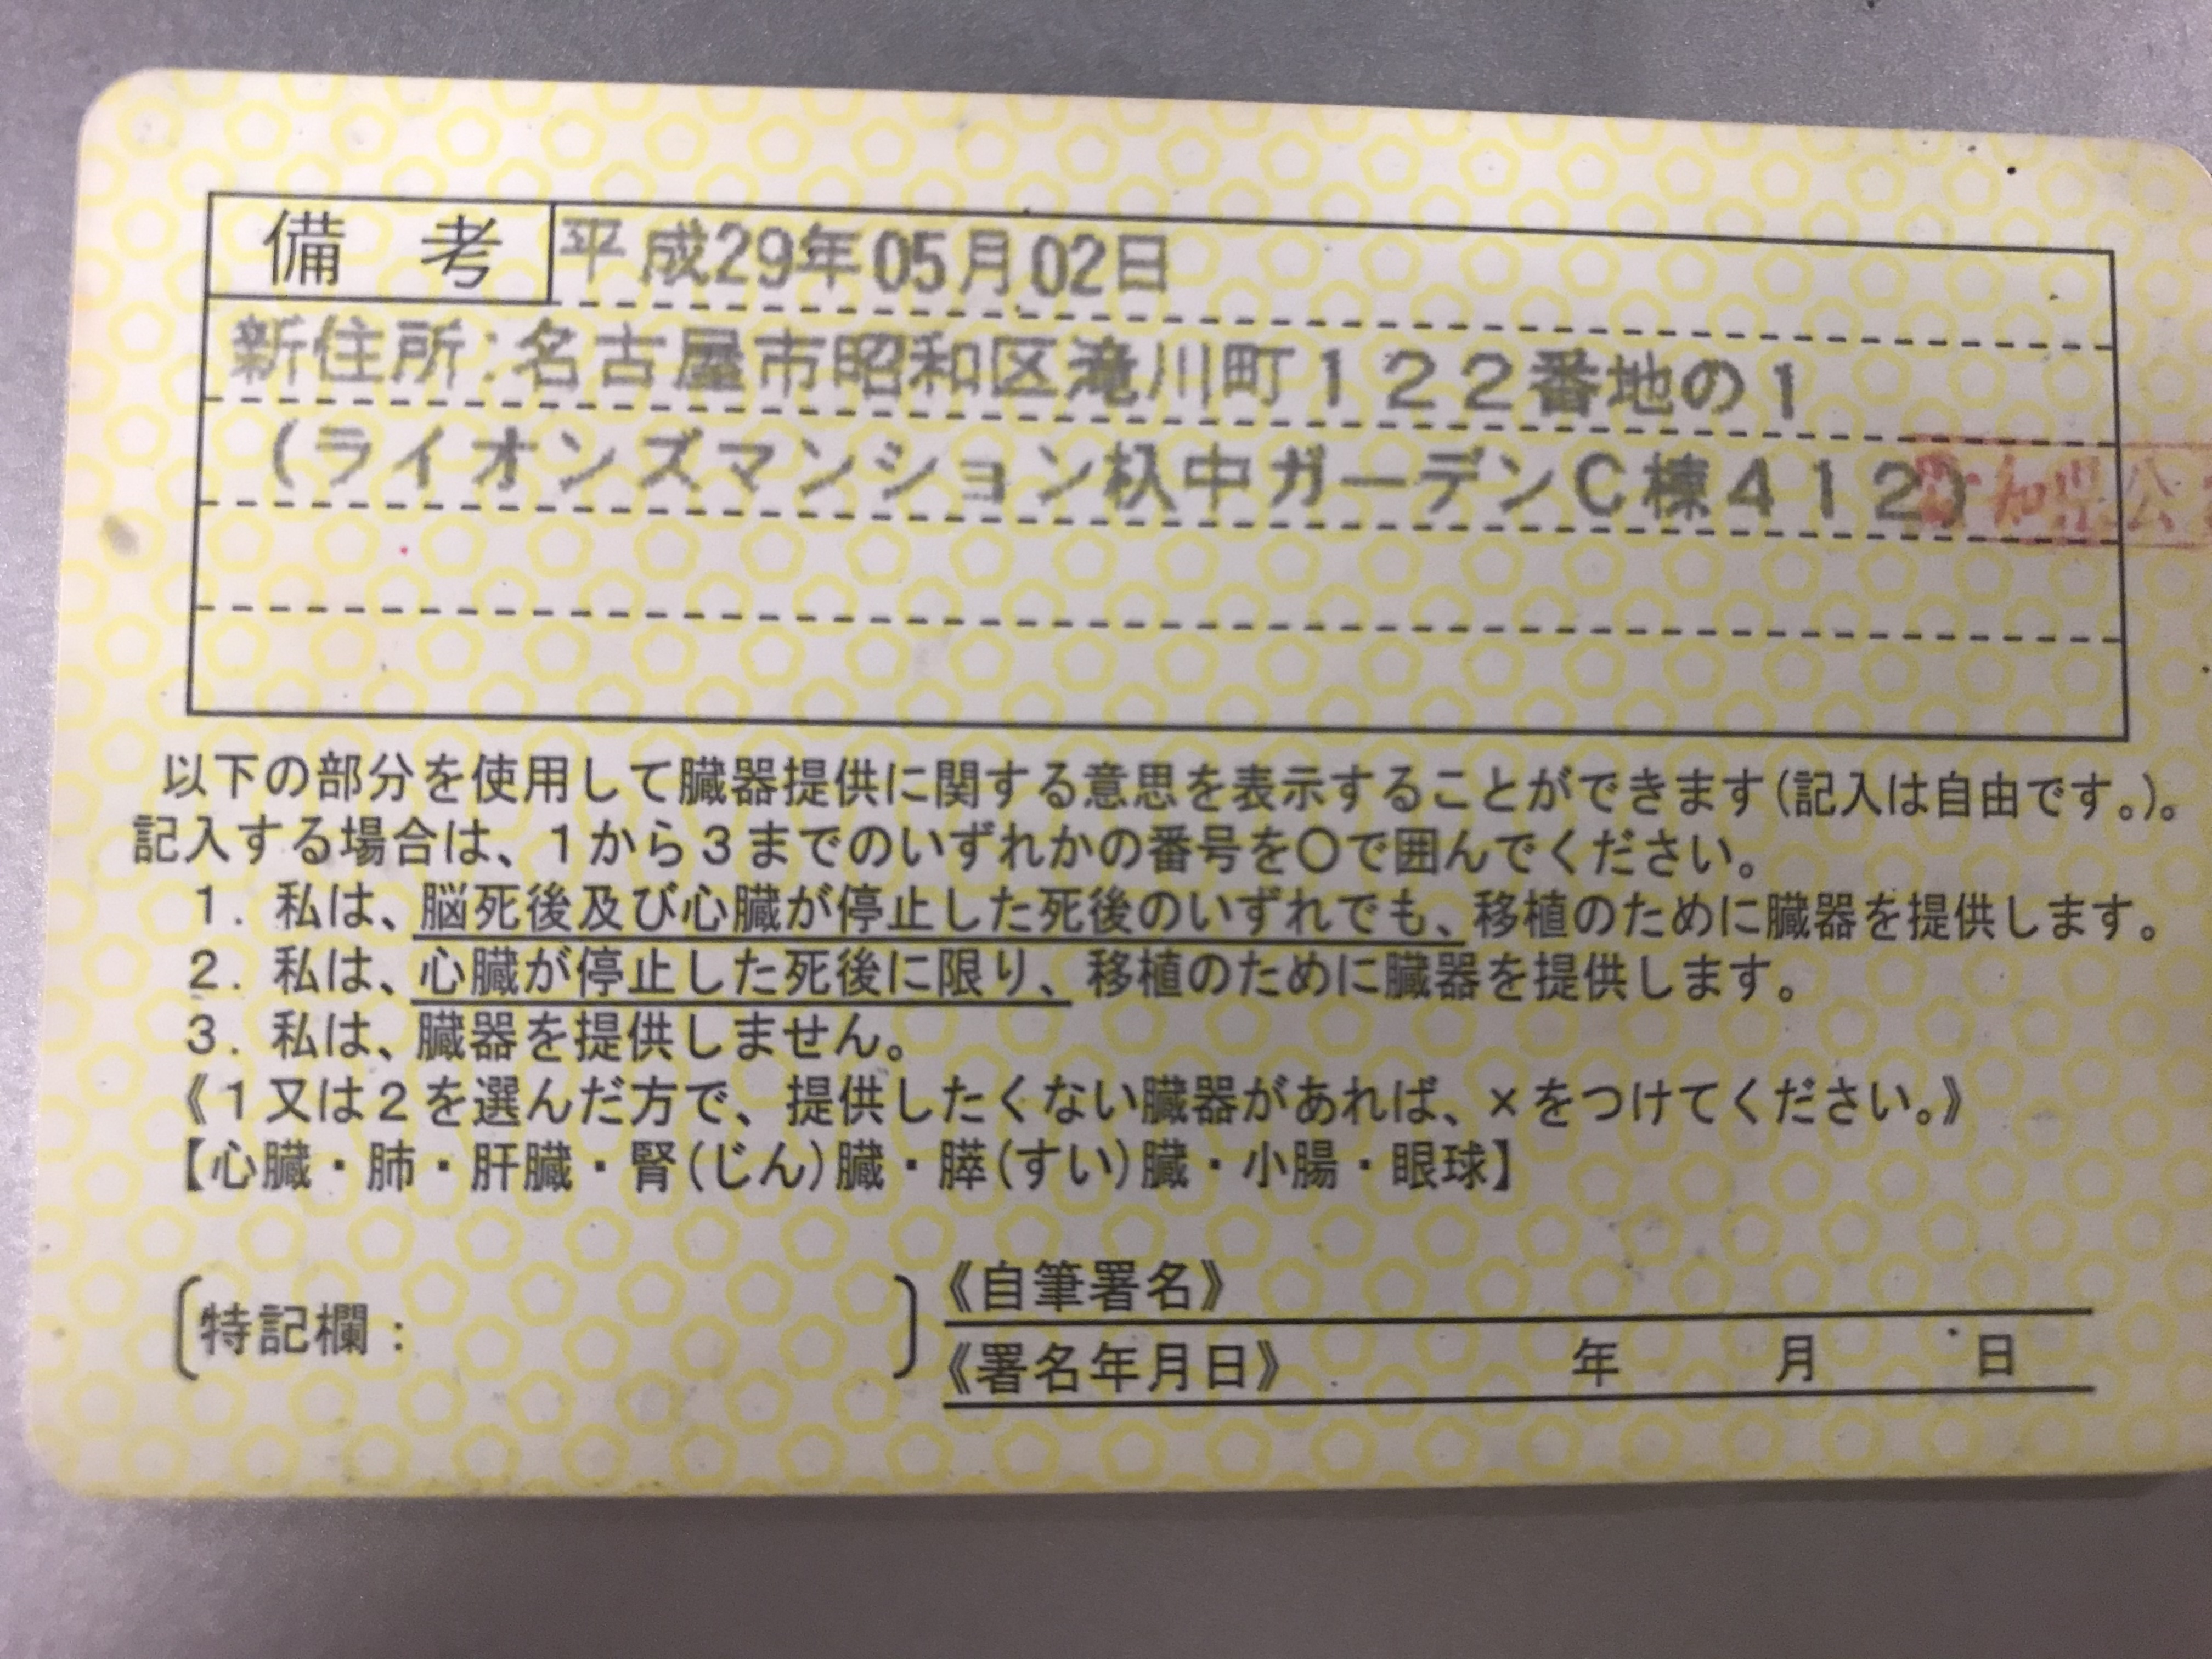 備考
平成29年05月02日
新住所:名古屋市昭和区滝川町122番地の1
(ライオンズマンション杁中ガーデンC棟412)
以下の部分を使用して臓器提供に関する意思を表示することができます(記入は自由です。)。
記入する場合は、1から3までのいずれかの番号を〇で囲んでください。
1. 私は、脳死後及び心臓が停止した死後のいずれでも、移植のために臓器を提供します。
2. 私は、心臓が停止した死後に限り、移植のために臓器を提供します。
3. 私は、臓器を提供しません。
《1又は2を選んだ方で、提供したくない臓器があれば、×をつけてください。》
【心臓・肺・肝臓・腎(じん)臓・膵(すい)臓・小腸・眼球】
〔特記欄: 〕
《自筆署名》
《署名年月日》 年 月 日